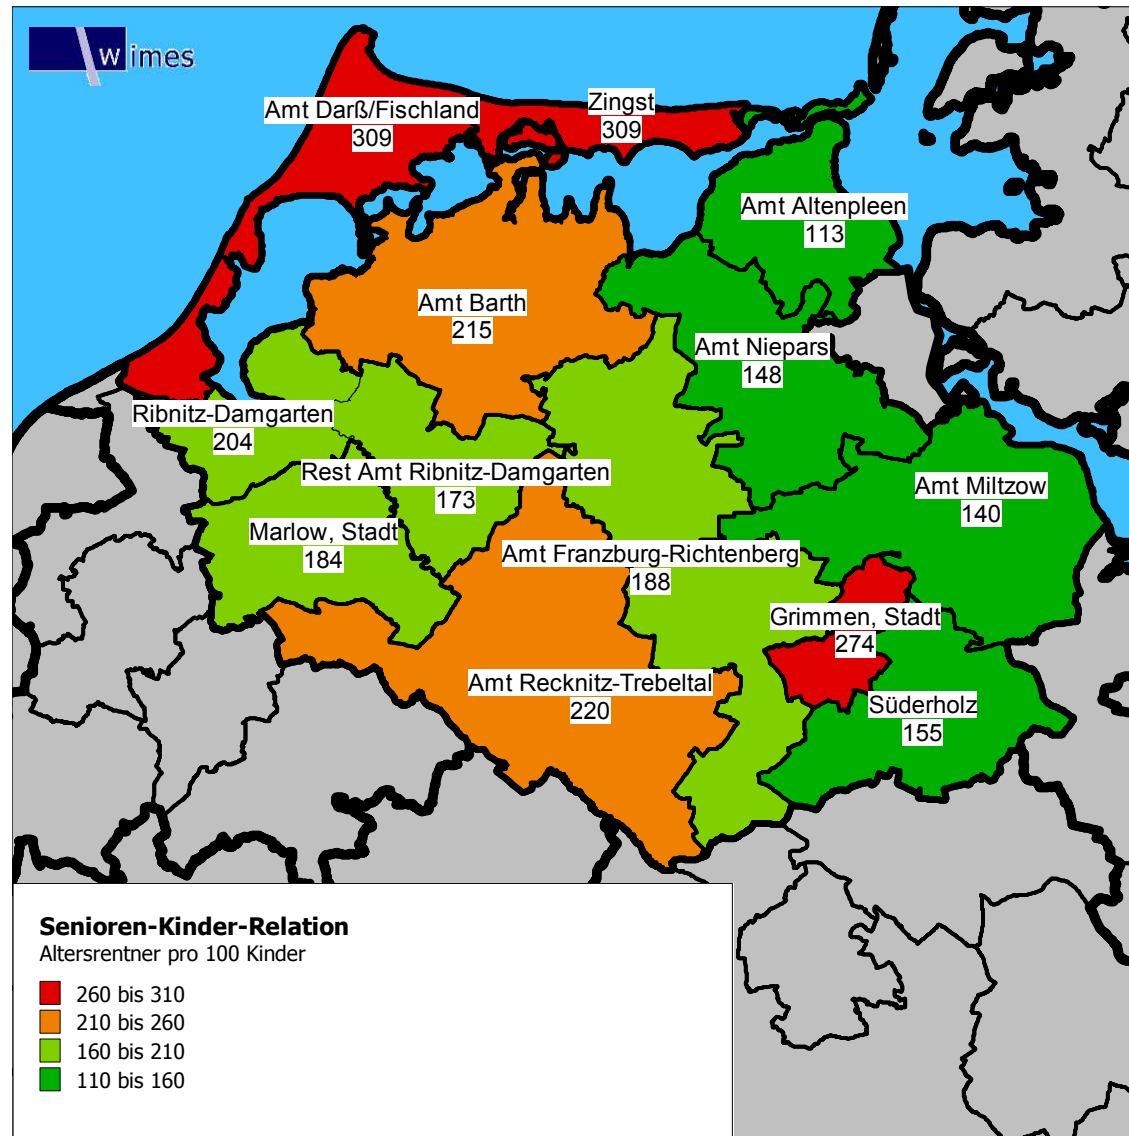 wimes
Amt Darß/Fischland
309
Zingst
309
Amt Altenpleen
113
Amt Barth
215
Amt Niepars
148
Ribnitz-Damgarten
204
Rest Amt Ribnitz-Damgarten
173
Amt Miltzow
140
Marlow, Stadt
184
Amt Franzburg-Richtenberg
188
Grimmen, Stadt
274
Amt Recknitz-Trebeltal
220
Süderholz
155
Senioren-Kinder-Relation
Altersrentner pro 100 Kinder
260 bis 310
210 bis 260
160 bis 210
110 bis 160